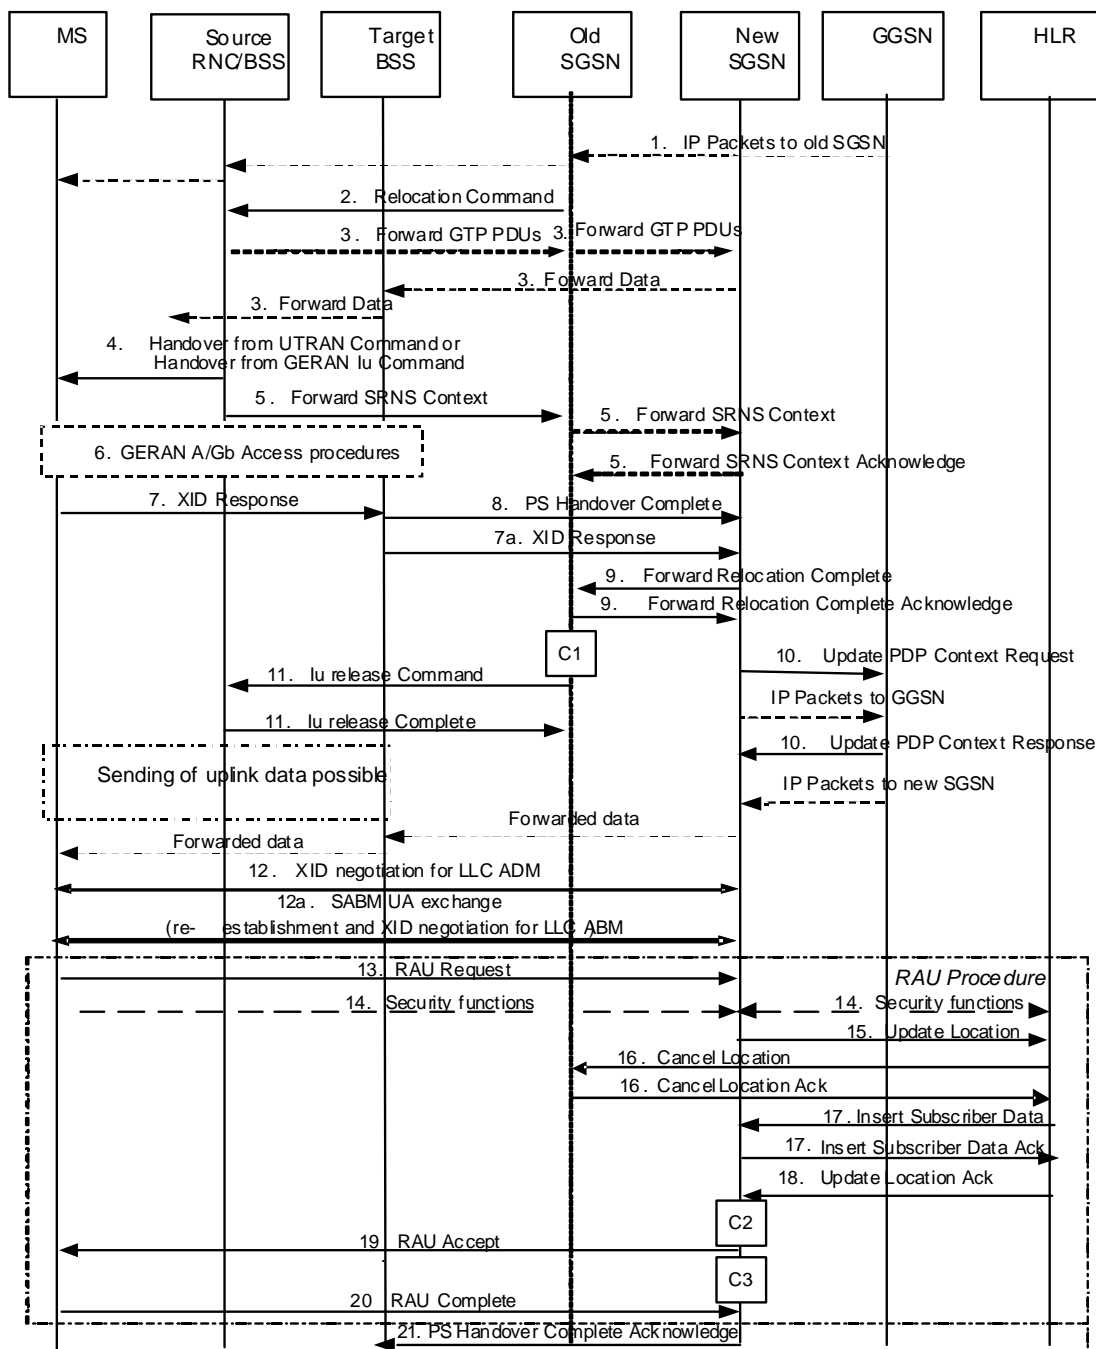 MS
Source
RNC/BSS
Target
BSS
Old
SGSN
New
SGSN
GGSN
HLR
1. IP Packets to old SGSN
2. Relocation Command
3. Forward GTP PDUs
3. Forward GTP PDUs
3. Forward Data
3. Forward Data
4. Handover from UTRAN Command or
Handover from GERAN Iu Command
5. Forward SRNS Context
5. Forward SRNS Context
6. GERAN A/Gb Access procedures
5. Forward SRNS Context Acknowledge
7. XID Response
8. PS Handover Complete
7a. XID Response
9. Forward Relocation Complete
9. Forward Relocation Complete Acknowledge
C1
10. Update PDP Context Request
11. Iu release Command
IP Packets to GGSN
11. Iu release Complete
10. Update PDP Context Response
Sending of uplink data possible
IP Packets to new SGSN
Forwarded data
Forwarded data
12. XID negotiation for LLC ADM
12a. SABM UA exchange
(re- establishment and XID negotiation for LLC ABM)
13. RAU Request
RAU Procedure
14. Security functions
14. Security functions
15. Update Location
16. Cancel Location
16. Cancel Location Ack
17. Insert Subscriber Data
17. Insert Subscriber Data Ack
18. Update Location Ack
C2
19. RAU Accept
C3
20 RAU Complete
21. PS Handover Complete Acknowledge